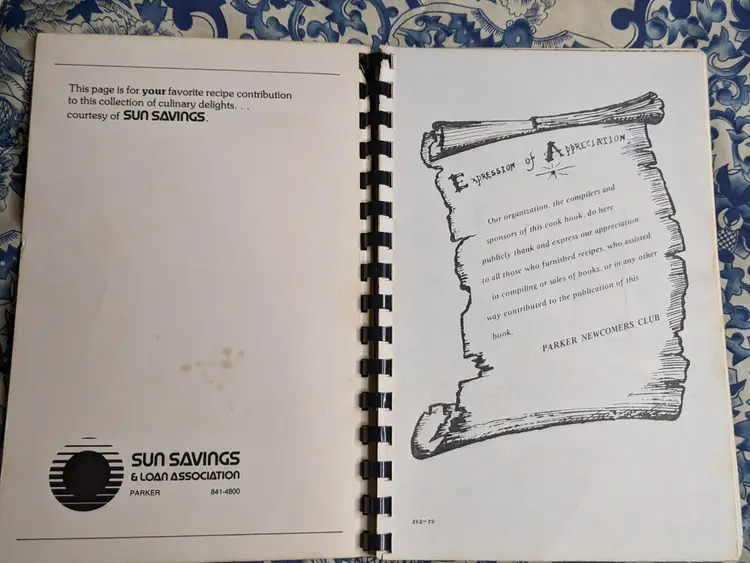 This page is for your favorite recipe contribution
to this collection of culinary delights. . .
courtesy of SUN SAVINGS.
SUN SAVINGS
& LOAN ASSOCIATION
PARKER 841-4800
Expression of Appreciation
Our organization, the compilers and
sponsors of this cook book, do here
publicly thank and express our appreciation
to all those who furnished recipes, who assisted
in compiling or sales of books, or in any other
way contributed to the publication of this
book.
PARKER NEWCOMERS CLUB
262-79